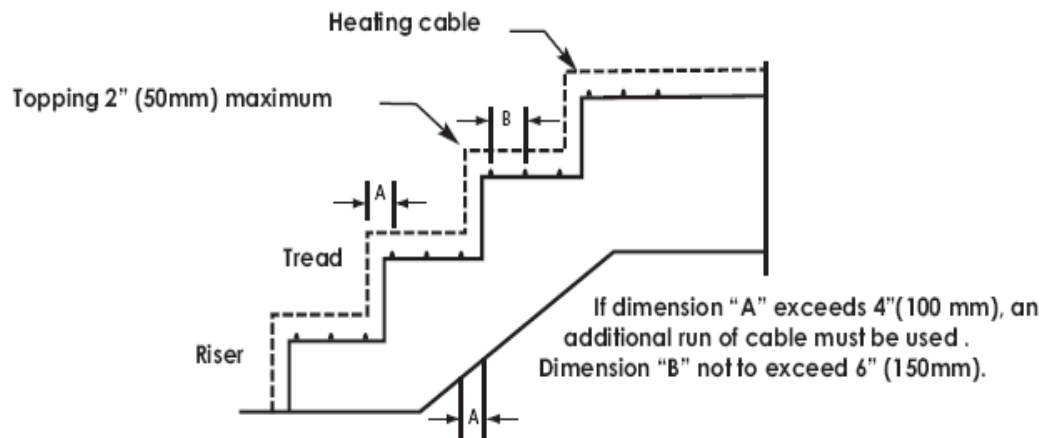 Heating cable
Topping 2" (50mm) maximum
B
A
Tread
If dimension "A" exceeds 4"(100 mm), an
additional run of cable must be used .
Dimension "B" not to exceed 6" (150mm).
Riser
A